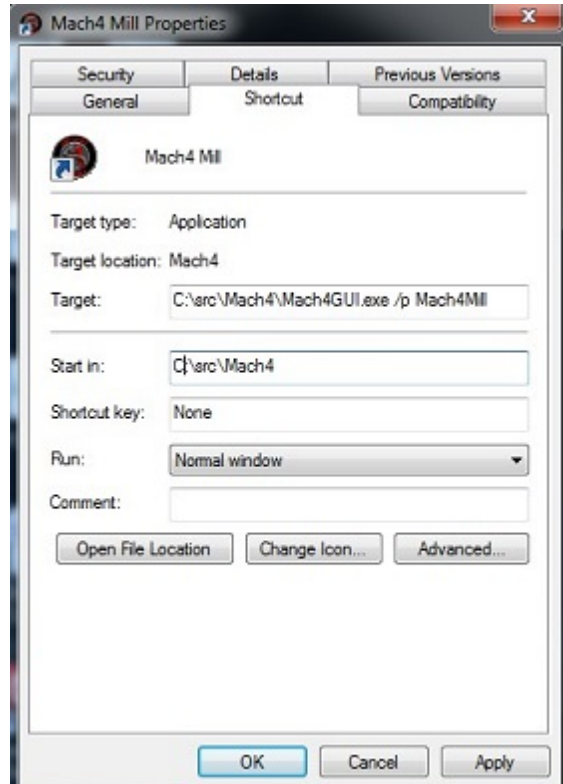 Mach4 Mill Properties
x
Security Details Previous Versions
General Shortcut Compatibility
Mach4 Mill
Target type: Application
Target location: Mach4
Target: C:\src\Mach4\Mach4GUI.exe /p Mach4Mill
Start in: C:\src\Mach4
Shortcut key: None
Run: Normal window
Comment:
Open File Location Change Icon... Advanced...
OK Cancel Apply